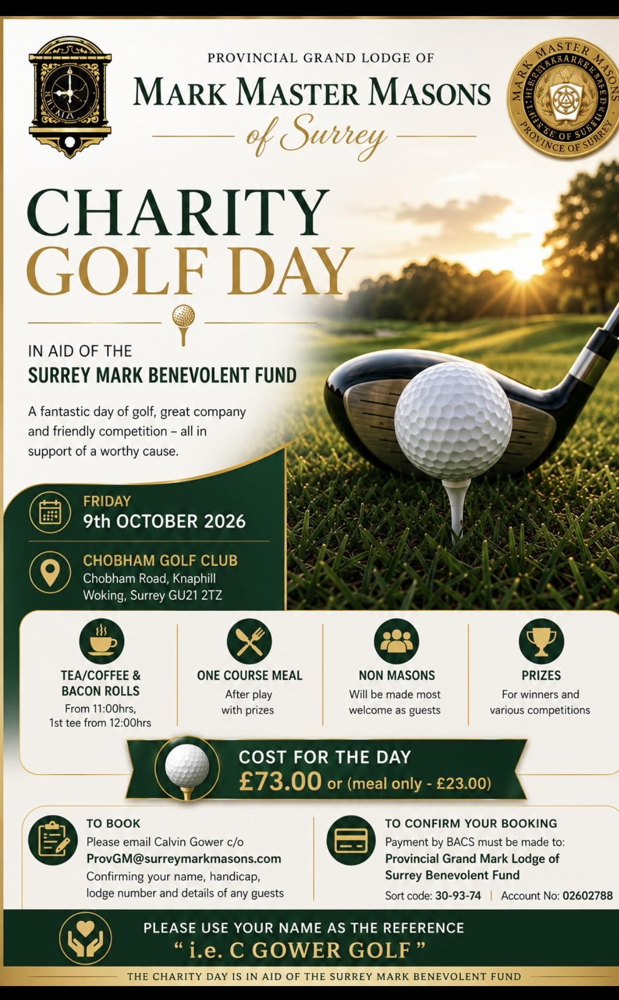 PROVINCIAL GRAND LODGE OF
MARK MASTER MASONS
of Surrey
MARK MASTER MASONS
PROVINCE OF SURREY
CHARITY
GOLF DAY
IN AID OF THE
SURREY MARK BENEVOLENT FUND
A fantastic day of golf, great company
and friendly competition – all in
support of a worthy cause.
FRIDAY
9th OCTOBER 2026
CHOBHAM GOLF CLUB
Chobham Road, Knaphill
Woking, Surrey GU21 2TZ
TEA/COFFEE &
BACON ROLLS
From 11:00hrs,
1st tee from 12:00hrs
ONE COURSE MEAL
After play
with prizes
NON MASONS
Will be made most
welcome as guests
PRIZES
For winners and
various competitions
COST FOR THE DAY
£73.00 or (meal only - £23.00)
TO BOOK
Please email Calvin Gower c/o
ProvGM@surreymarkmasons.com
Confirming your name, handicap,
lodge number and details of any guests
TO CONFIRM YOUR BOOKING
Payment by BACS must be made to:
Provincial Grand Mark Lodge of
Surrey Benevolent Fund
Sort code: 30-93-74 | Account No: 02602788
PLEASE USE YOUR NAME AS THE REFERENCE
“ i.e. C GOWER GOLF ”
THE CHARITY DAY IS IN AID OF THE SURREY MARK BENEVOLENT FUND